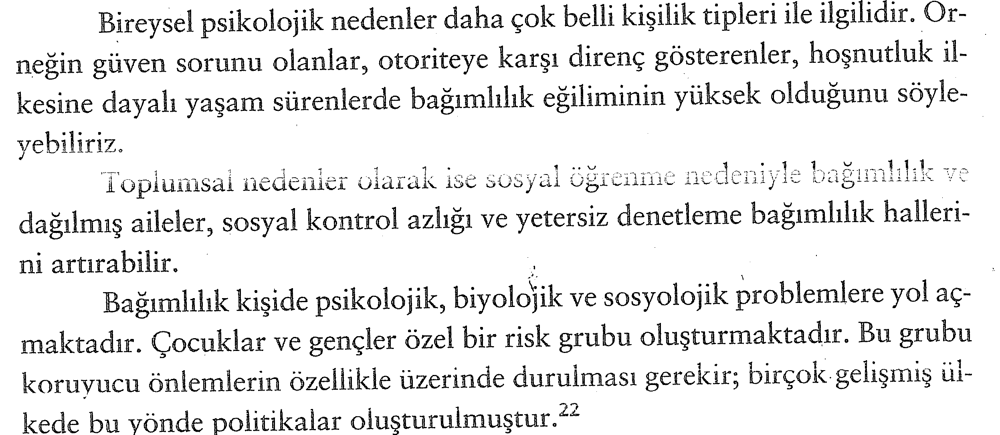 Bireysel psikolojik nedenler daha çok belli kişilik tipleri ile ilgilidir. Or-
neğin güven sorunu olanlar, otoriteye karşı direnç gösterenler, hoşnutluk il-
kesine dayalı yaşam sürenlerde bağımlılık eğiliminin yüksek olduğunu söyle-
yebiliriz.
Toplumsal nedenler olarak ise sosyal öğrenme nedeniyle bağımlılık ve
dağılmış aileler, sosyal kontrol azlığı ve yetersiz denetleme bağımlılık halleri-
ni artırabilir.
Bağımlılık kişide psikolojik, biyolojik ve sosyolojik problemlere yol aç-
maktadır. Çocuklar ve gençler özel bir risk grubu oluşturmaktadır. Bu grubu
koruyucu önlemlerin özellikle üzerinde durulması gerekir; birçok gelişmiş ül-
kede bu yönde politikalar oluşturulmuştur.22